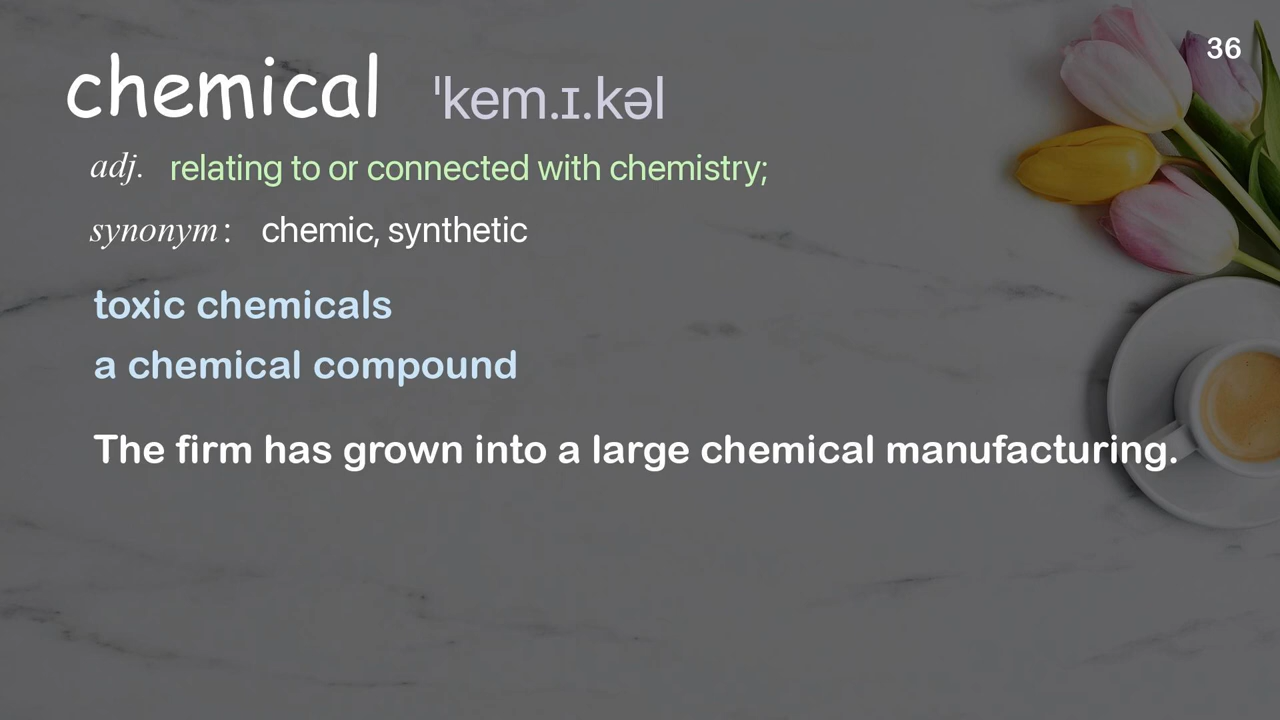 36
chemical ˈkem.ɪ.kəl
adj. relating to or connected with chemistry;
synonym: chemic, synthetic
toxic chemicals
a chemical compound
The firm has grown into a large chemical manufacturing.